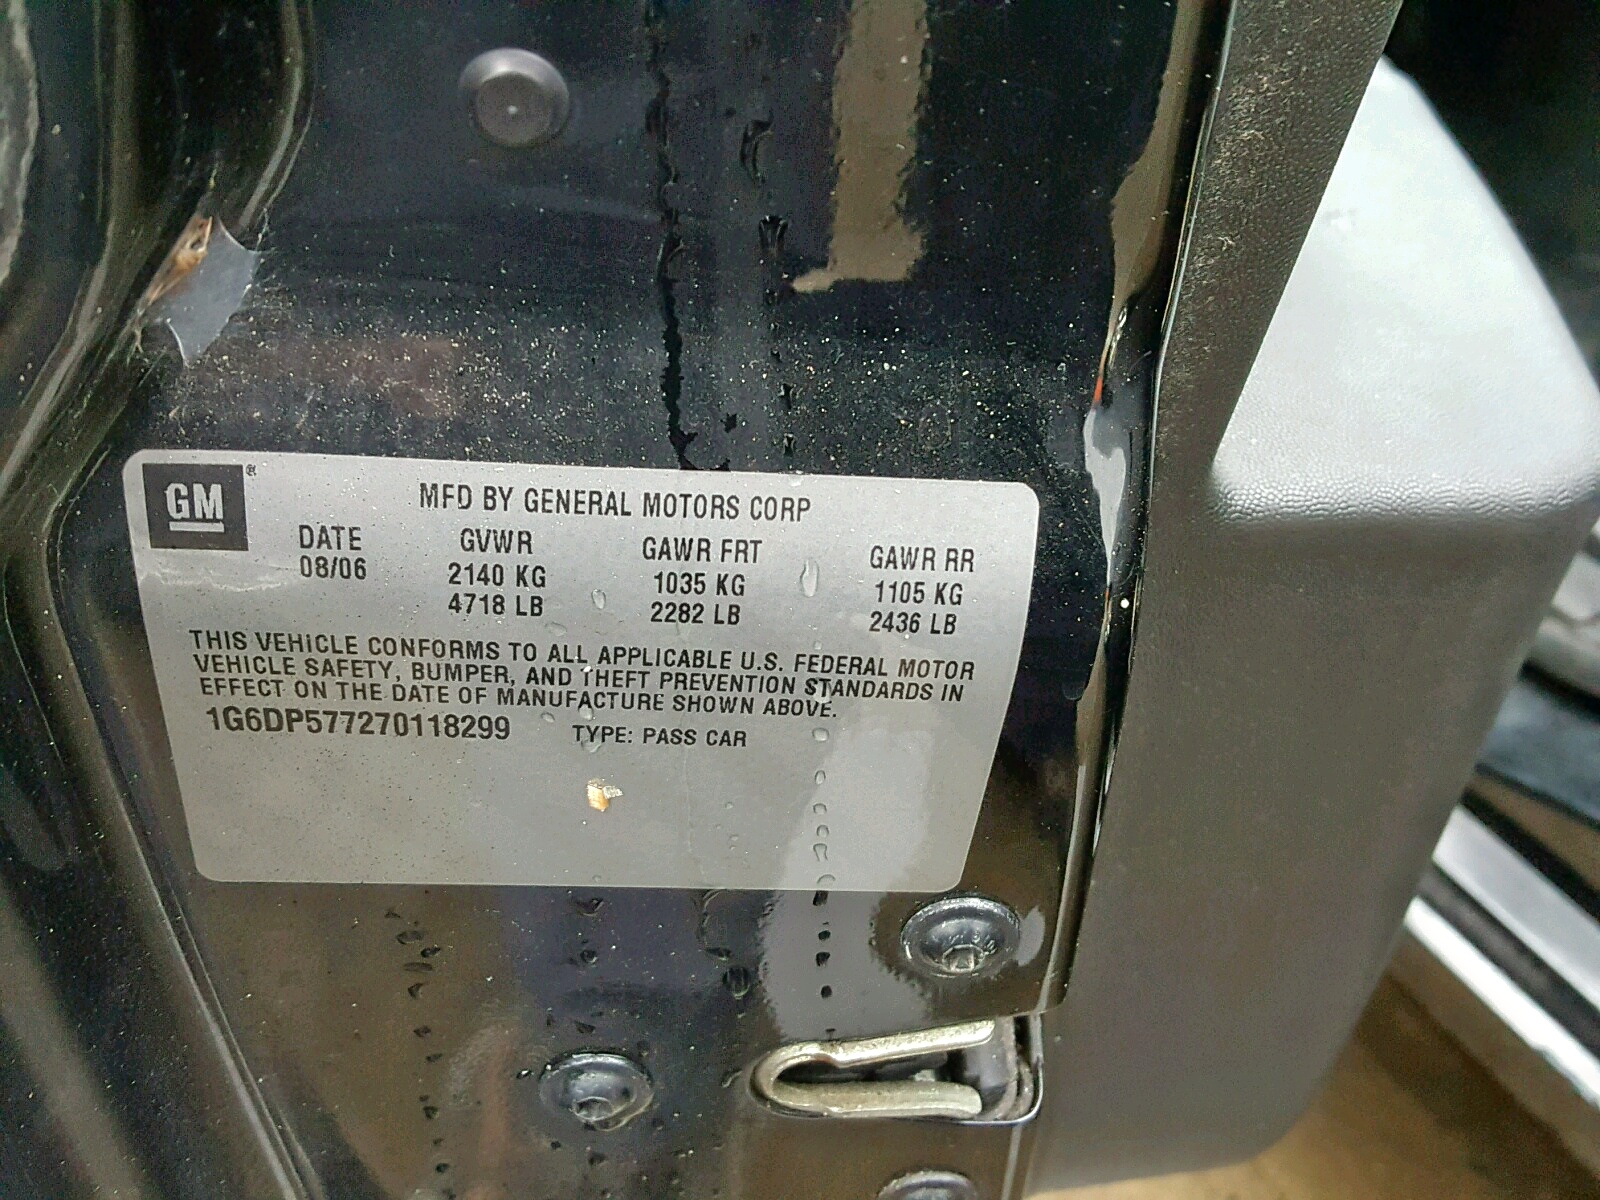 GM®
MFD BY GENERAL MOTORS CORP
DATE GVWR GAWR FRT GAWR RR
08/06 2140 KG 1035 KG 1105 KG
4718 LB 2282 LB 2436 LB
THIS VEHICLE CONFORMS TO ALL APPLICABLE U.S. FEDERAL MOTOR
VEHICLE SAFETY, BUMPER, AND THEFT PREVENTION STANDARDS IN
EFFECT ON THE DATE OF MANUFACTURE SHOWN ABOVE.
1G6DP577270118299 TYPE: PASS CAR